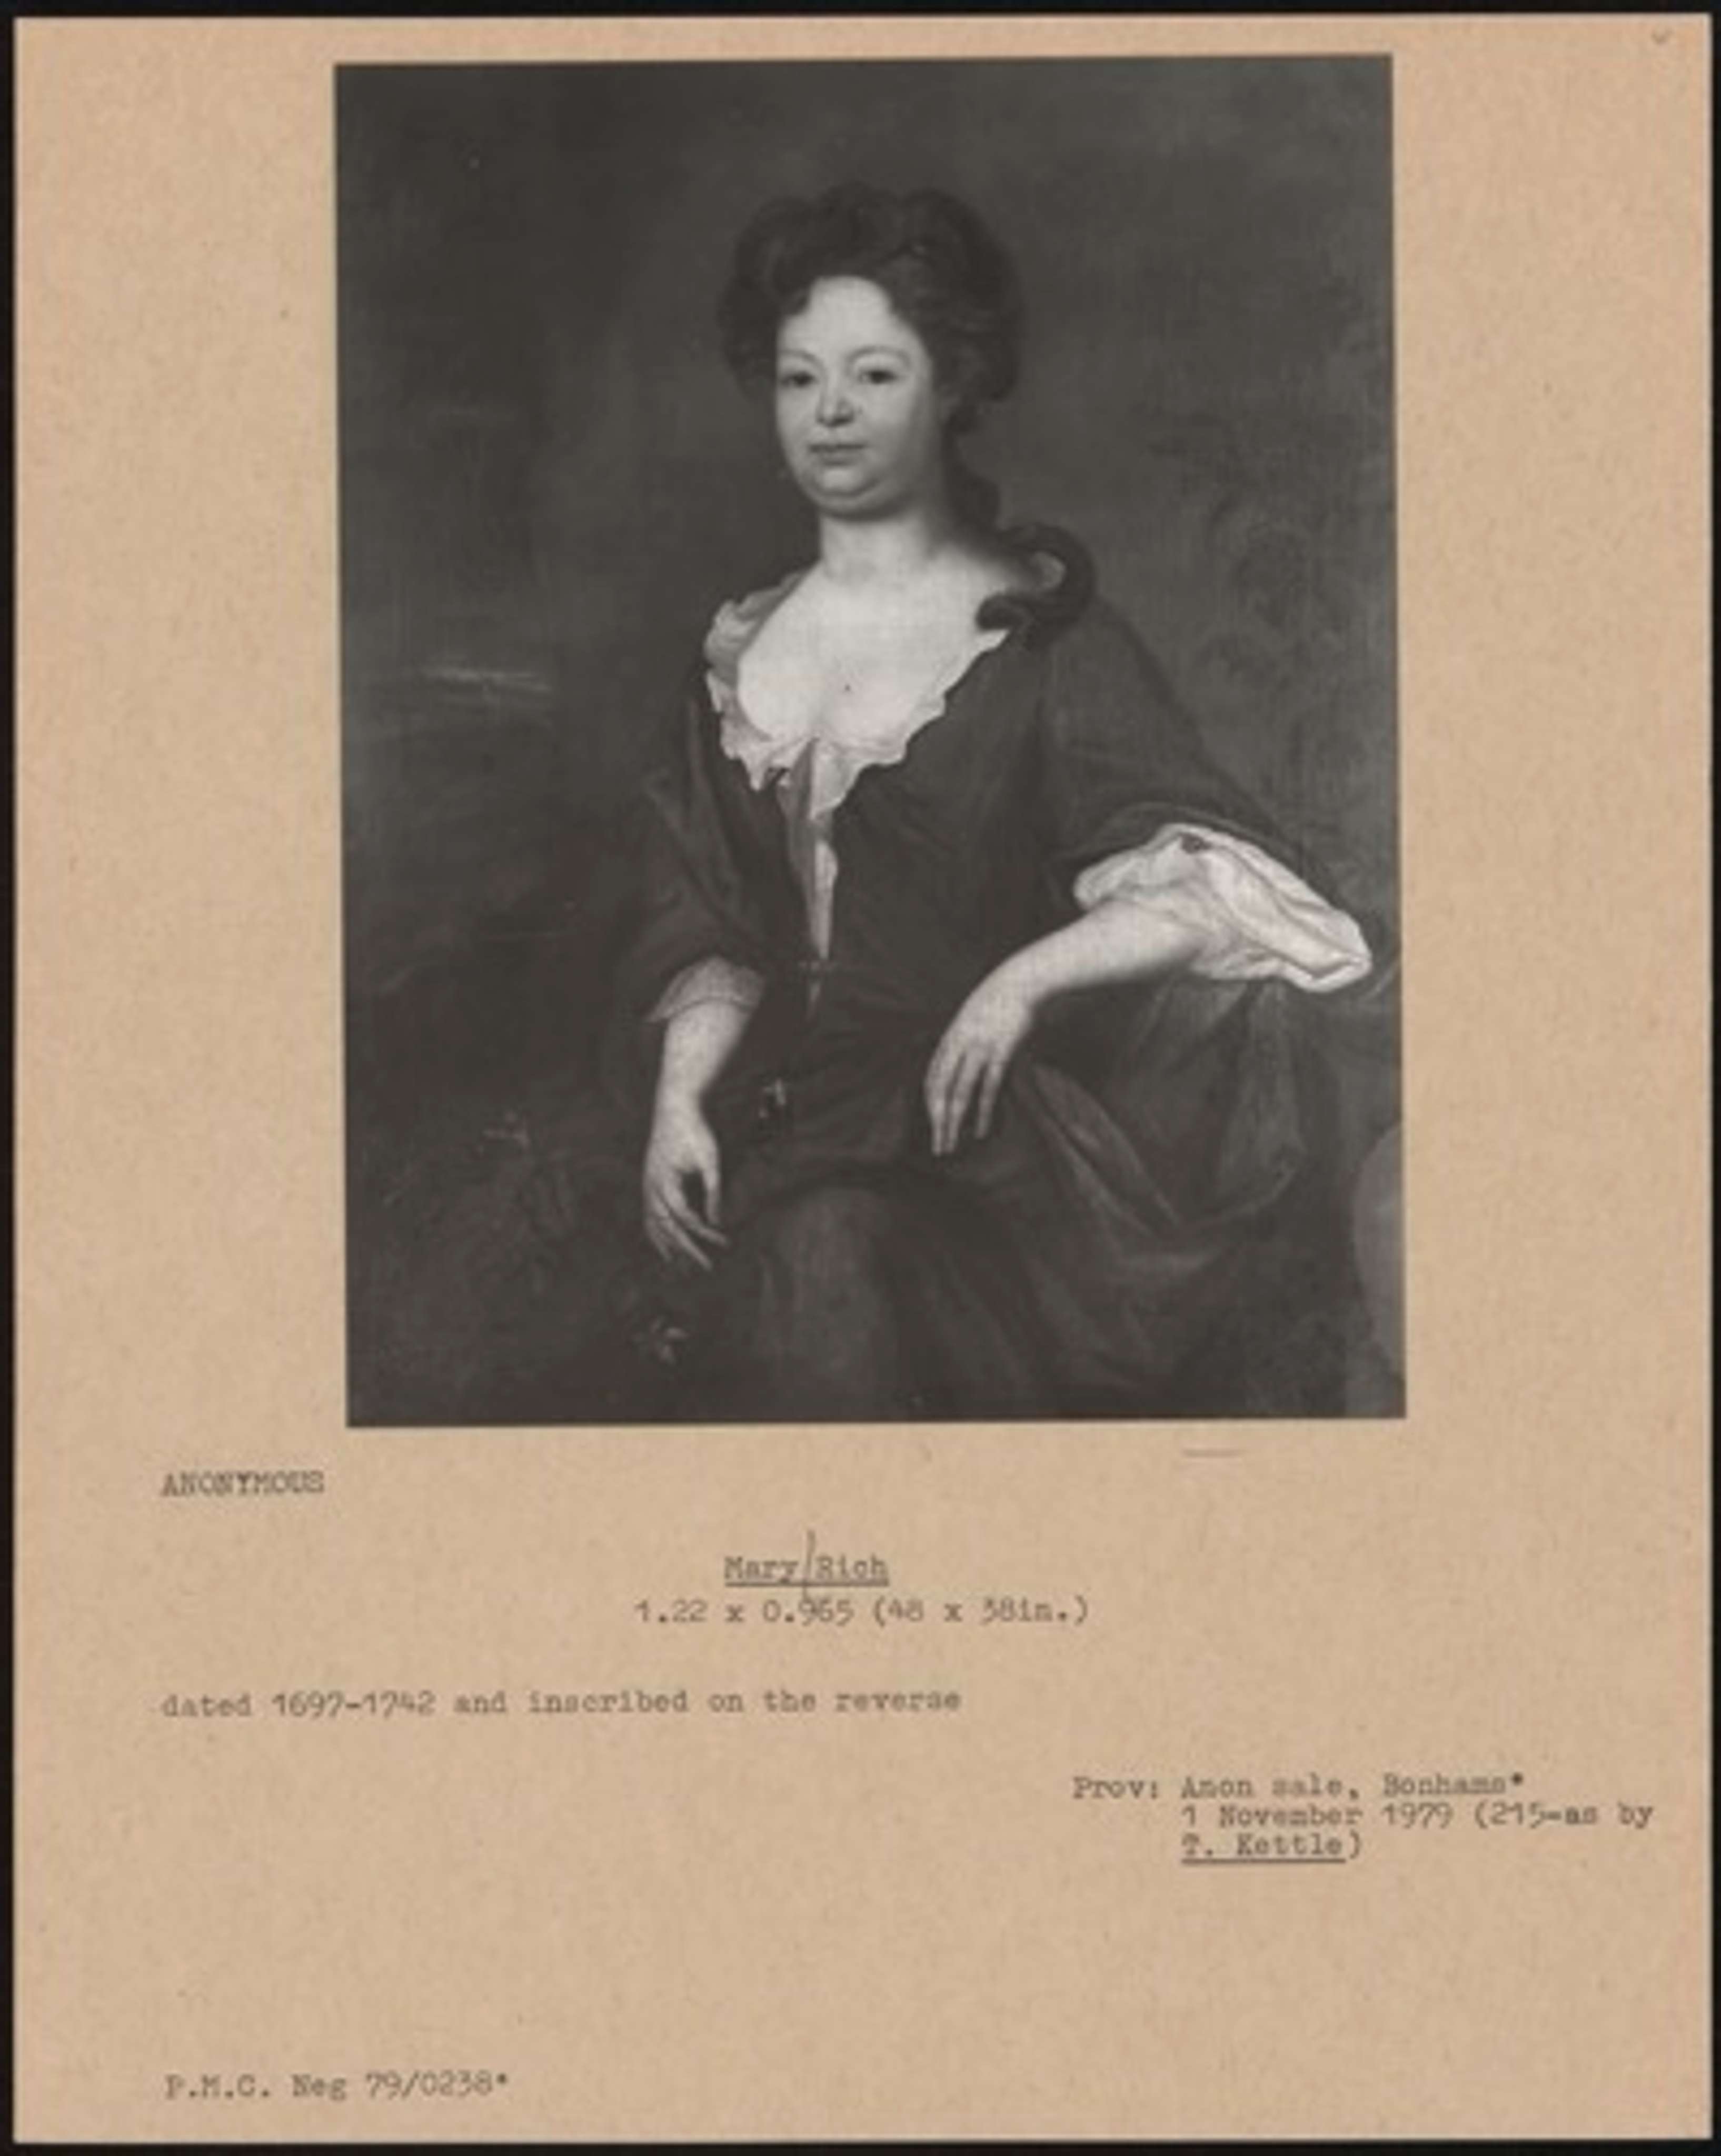 ANONYMOUS
Mary/Rich
1.22 x 0.965 (48 x 38in.)
dated 1697-1742 and inscribed on the reverse
Prov: Anon sale, Bonhams*
1 November 1979 (215-as by
T. Kettle)
P.M.C. Neg 79/0238*